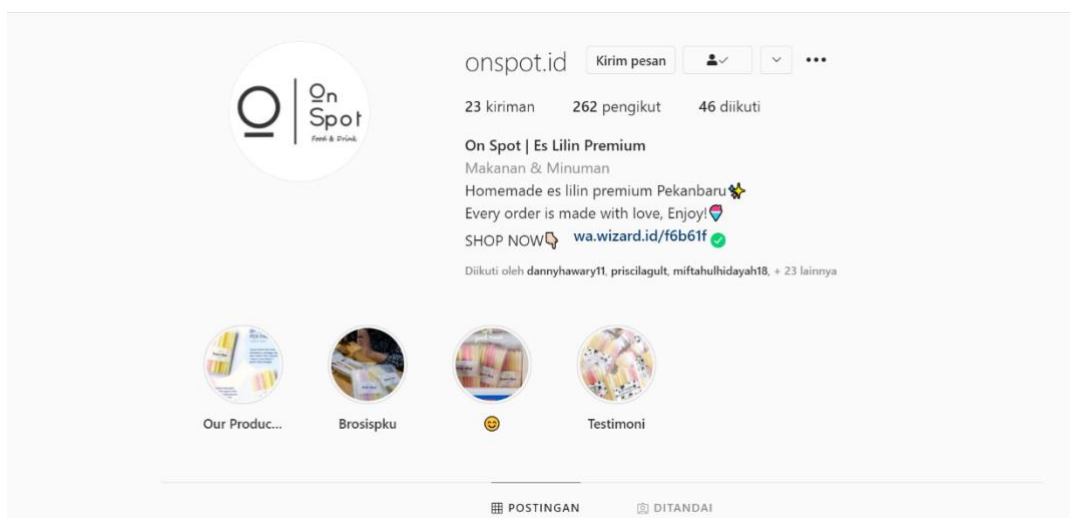 On
Spot
Food & Drink
onspot.id Kirim pesan
23 kiriman 262 pengikut 46 diikuti
On Spot | Es Lilin Premium
Makanan & Minuman
Homemade es lilin premium Pekanbaru✨
Every order is made with love, Enjoy!🍧
SHOP NOW👇🏻 wa.wizard.id/f6b61f
Diikuti oleh dannyhawary11, priscilagult, miftahulhidayah18, + 23 lainnya
Our Produc... Brosispku 😊 Testimoni
POSTINGAN DITANDAI